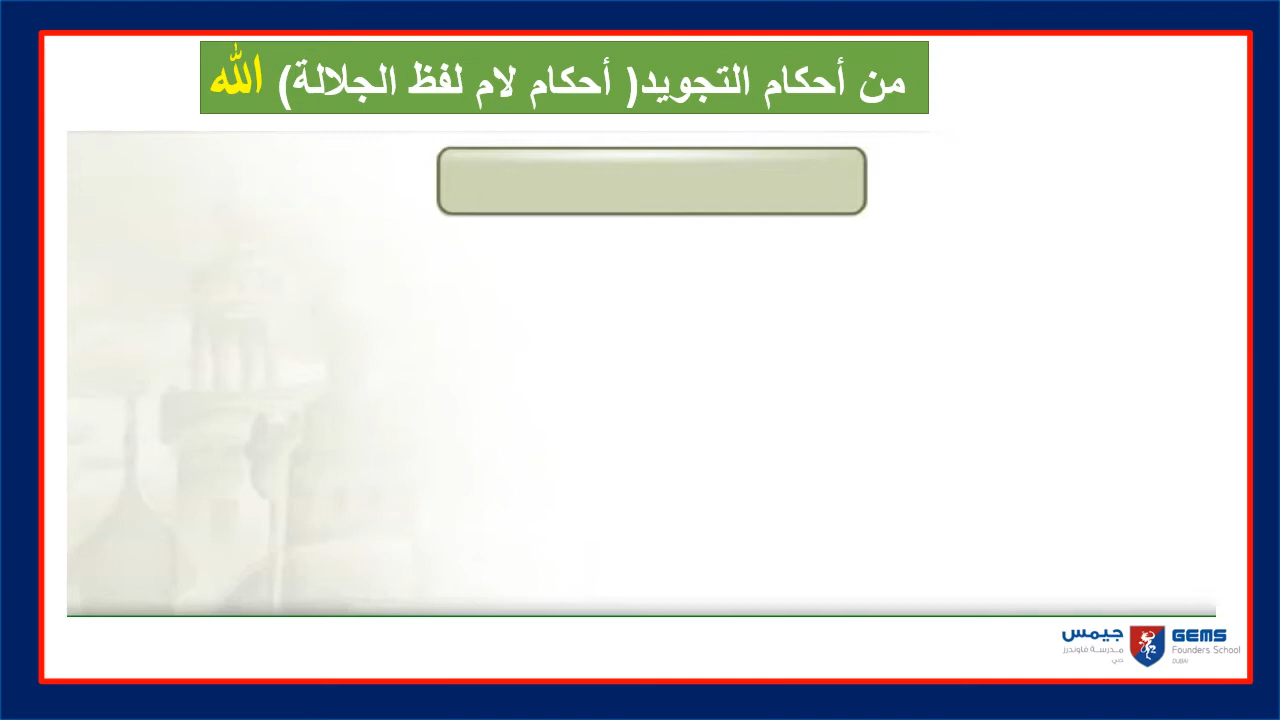 من أحكام التجويد( أحكام لام لفظ الجلالة) الله
جيمس
مدرسة فاوندرز
دبي
GEMS
Founders School
DUBAI